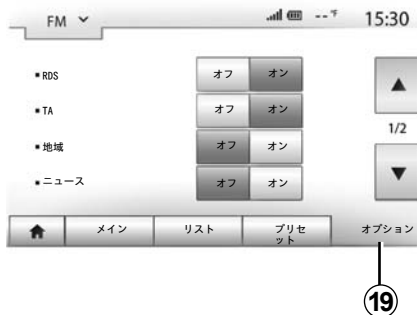 FM
--°F
15:30
RDS
オフ オン
TA
オフ オン
1/2
地域
オフ オン
ニュース
オフ オン
メイン
リスト
プリセ
ット
オプション
19